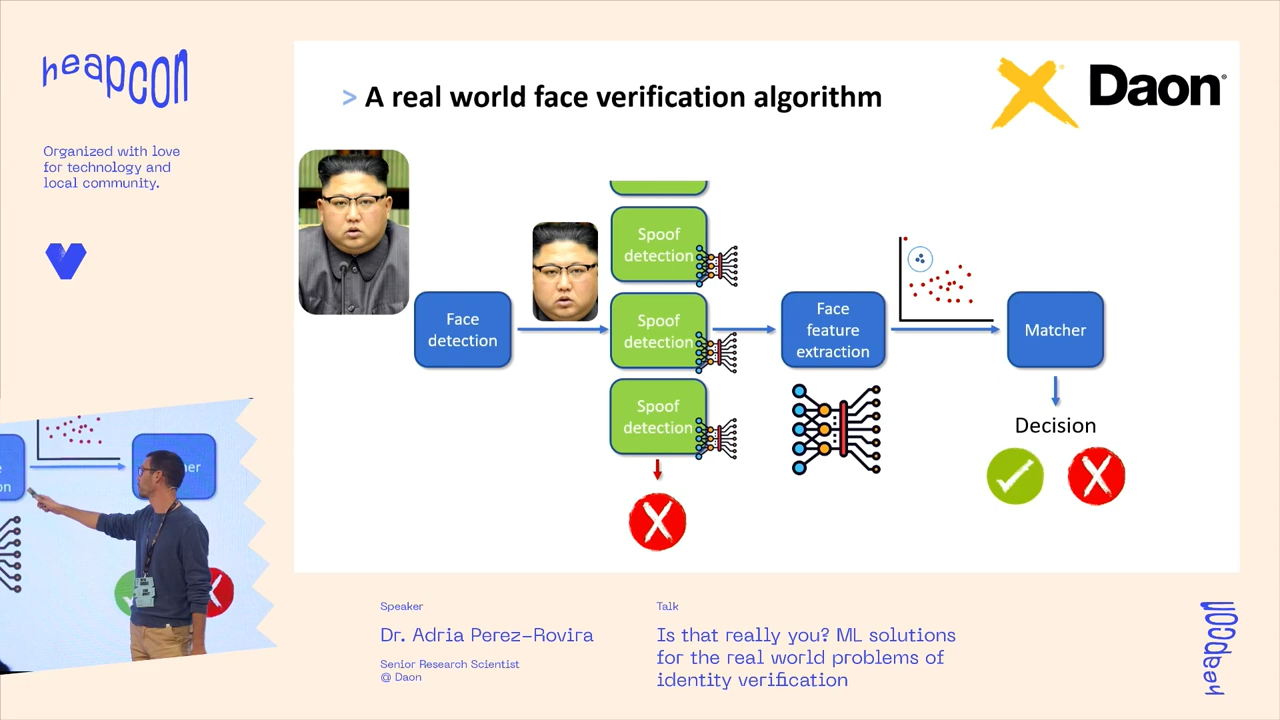 heapcon
Organized with love
for technology and
local community.
> A real world face verification algorithm
Daon
Face
detection
Spoof
detection
Spoof
detection
Spoof
detection
Face
feature
extraction
Matcher
Decision
Speaker
Dr. Adria Perez-Rovira
Senior Research Scientist
@ Daon
Talk
Is that really you? ML solutions
for the real world problems of
identity verification
heapcon